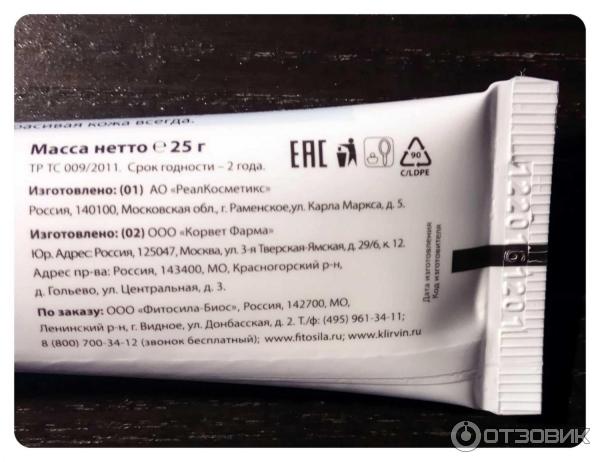 красивая кожа всегда.
Масса нетто ℮ 25 г
ТР ТС 009/2011. Срок годности – 2 года.
EAC
90
C/LDPE
Изготовлено: (01) АО «РеалКосметикс»
Россия, 140100, Московская обл., г. Раменское,ул. Карла Маркса, д. 5.
Изготовлено: (02) ООО «Корвет Фарма»
Юр. Адрес: Россия, 125047, Москва, ул. 3-я Тверская-Ямская, д. 29/6, к. 12.
Адрес пр-ва: Россия, 143400, МО, Красногорский р-н,
д. Гольево, ул. Центральная, д. 3.
По заказу: ООО «Фитосила-Биос», Россия, 142700, МО,
Ленинский р-н, г. Видное, ул. Донбасская, д. 2. Т./ф: (495) 961-34-11;
8 (800) 700-34-12 (звонок бесплатный); www.fitosila.ru; www.klirvin.ru
Дата изготовления
Код изготовителя
ОТЗОВИК